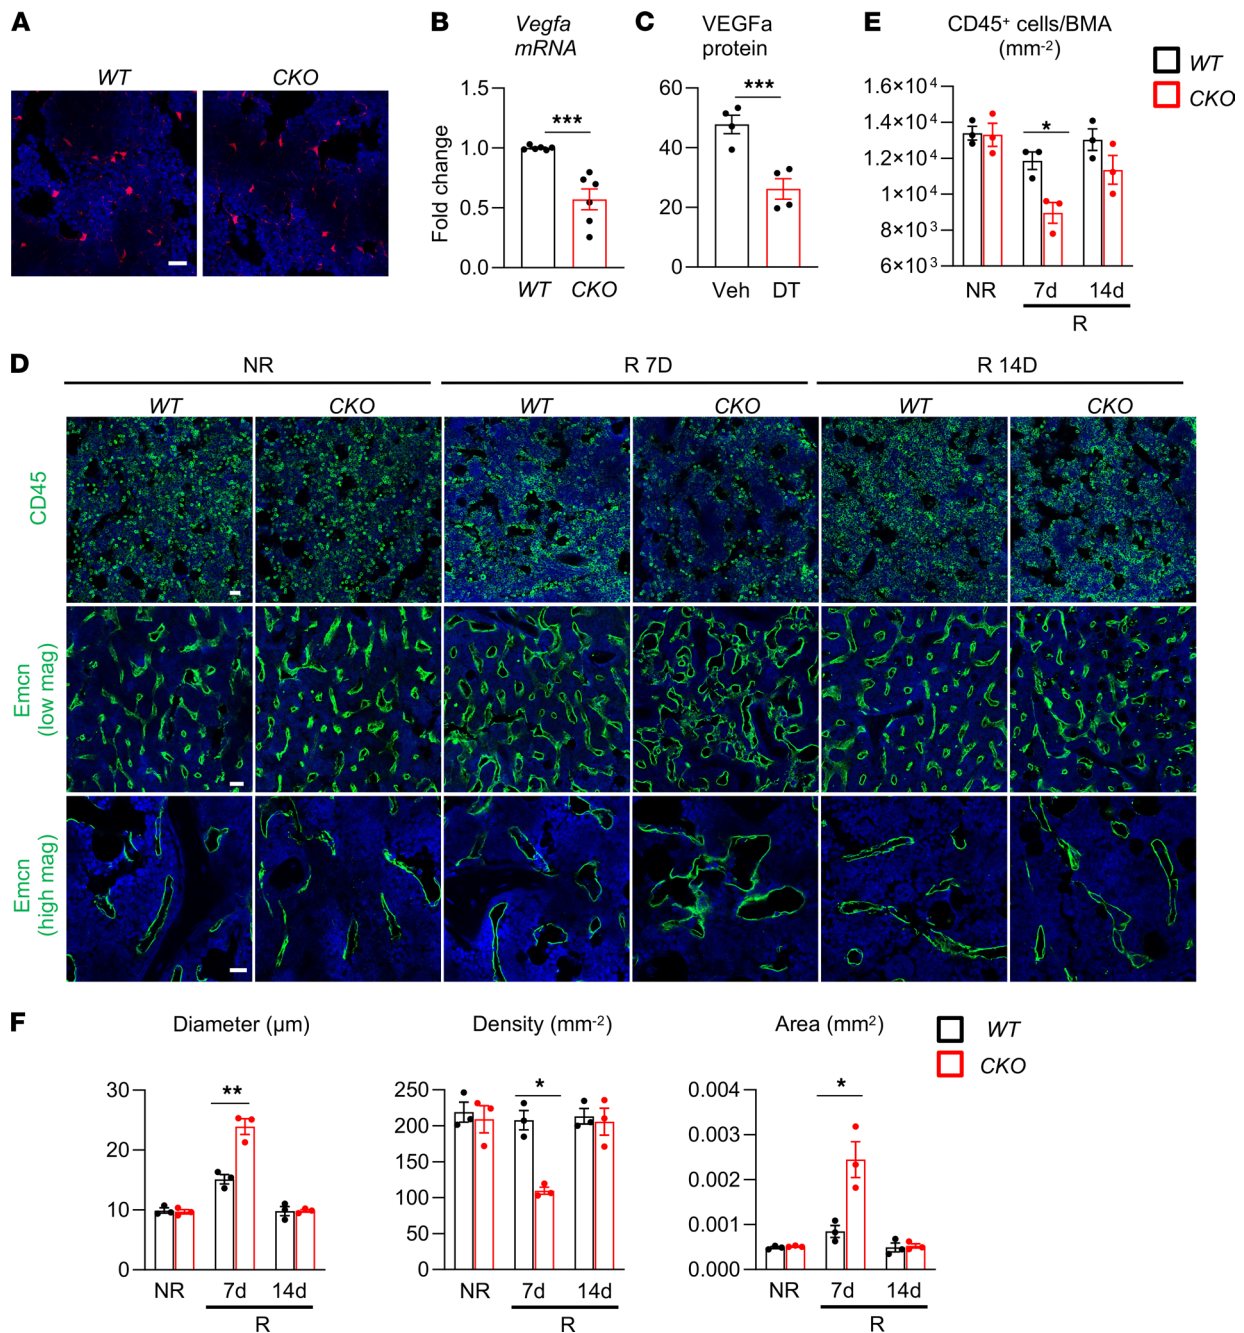 A
WT
CKO
B
Vegfa
mRNA
Fold change
1.5
1.0
0.5
0.0
***
WT
CKO
C
VEGFa
protein
60
40
20
0
***
Veh
DT
E
CD45+ cells/BMA
(mm-2)
1.6×10⁴
1.4×10⁴
1.2×10⁴
1×10⁴
8×10³
6×10³
*
NR
7d
14d
R
WT
CKO
D
NR
R 7D
R 14D
WT
CKO
WT
CKO
WT
CKO
CD45
Emcn
(low mag)
Emcn
(high mag)
F
Diameter (µm)
30
20
10
0
**
NR
7d
14d
R
Density (mm-2)
250
200
150
100
50
0
*
NR
7d
14d
R
Area (mm2)
0.004
0.003
0.002
0.001
0.000
*
NR
7d
14d
R
WT
CKO